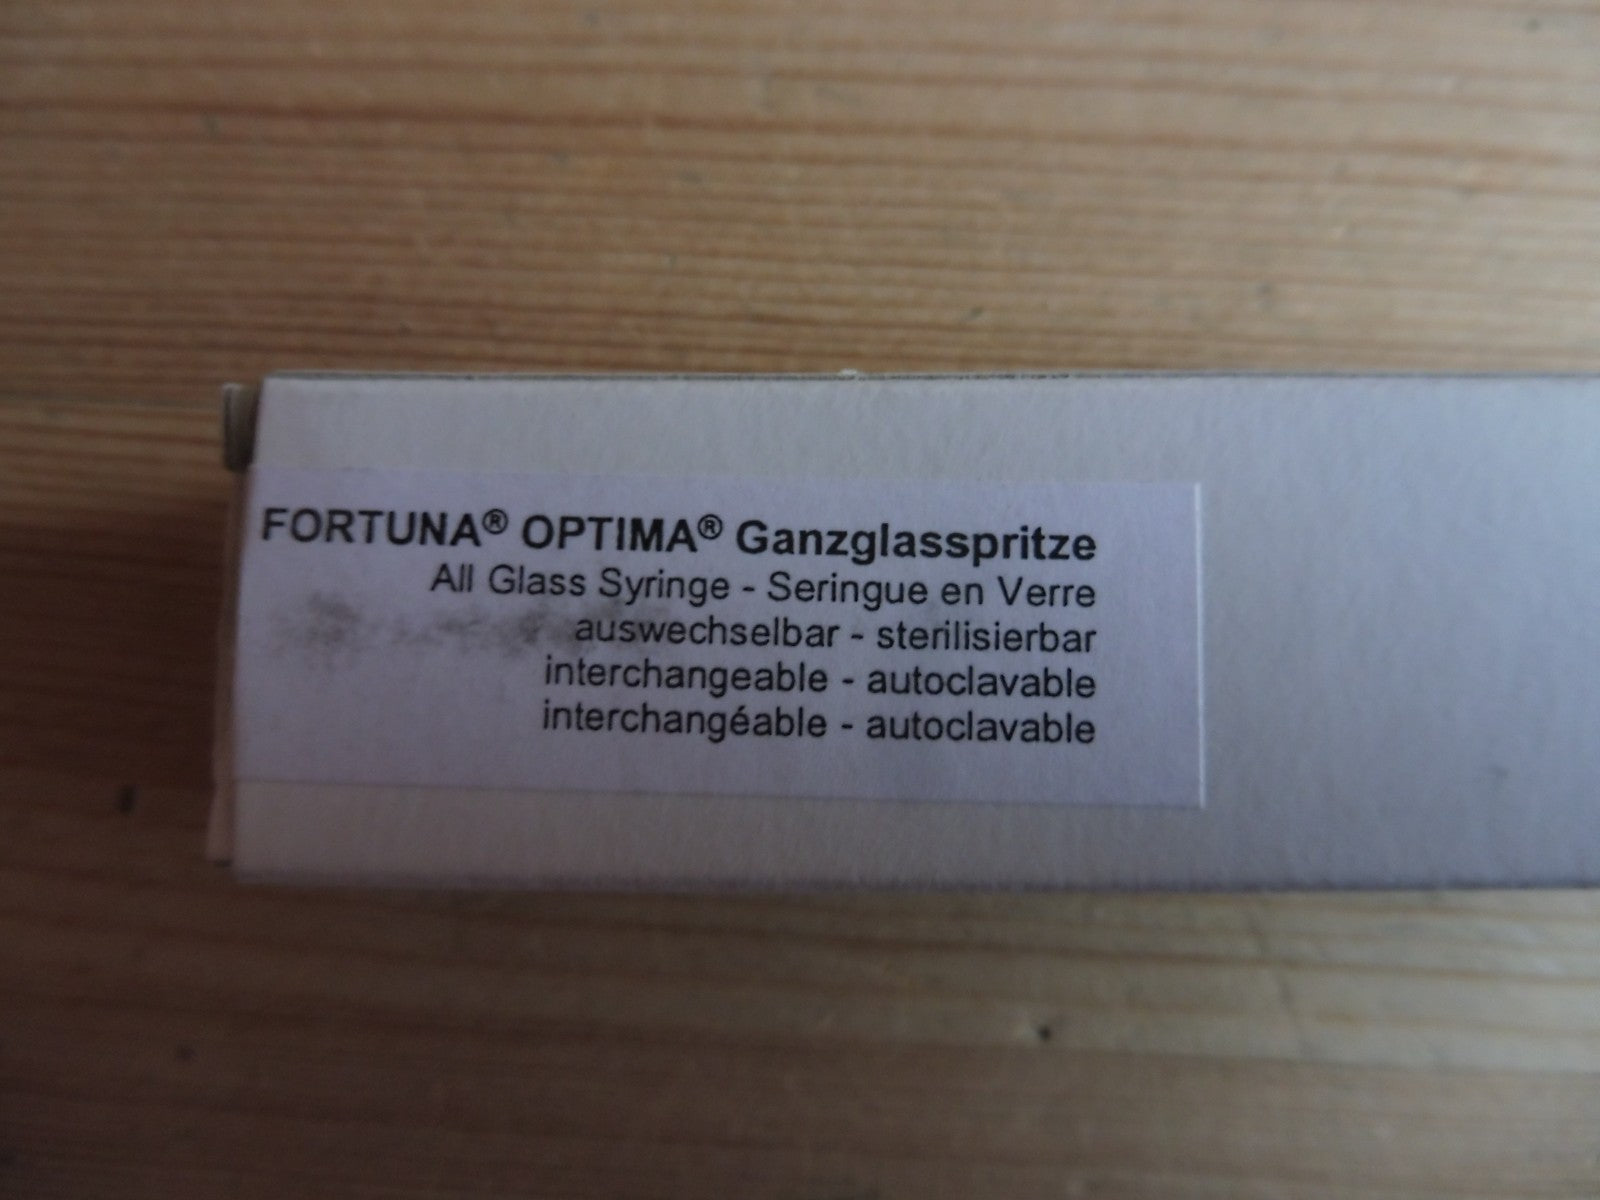 FORTUNA® OPTIMA® Ganzglasspritze
All Glass Syringe - Seringue en Verre
auswechselbar - sterilisierbar
interchangeable - autoclavable
interchangéable - autoclavable